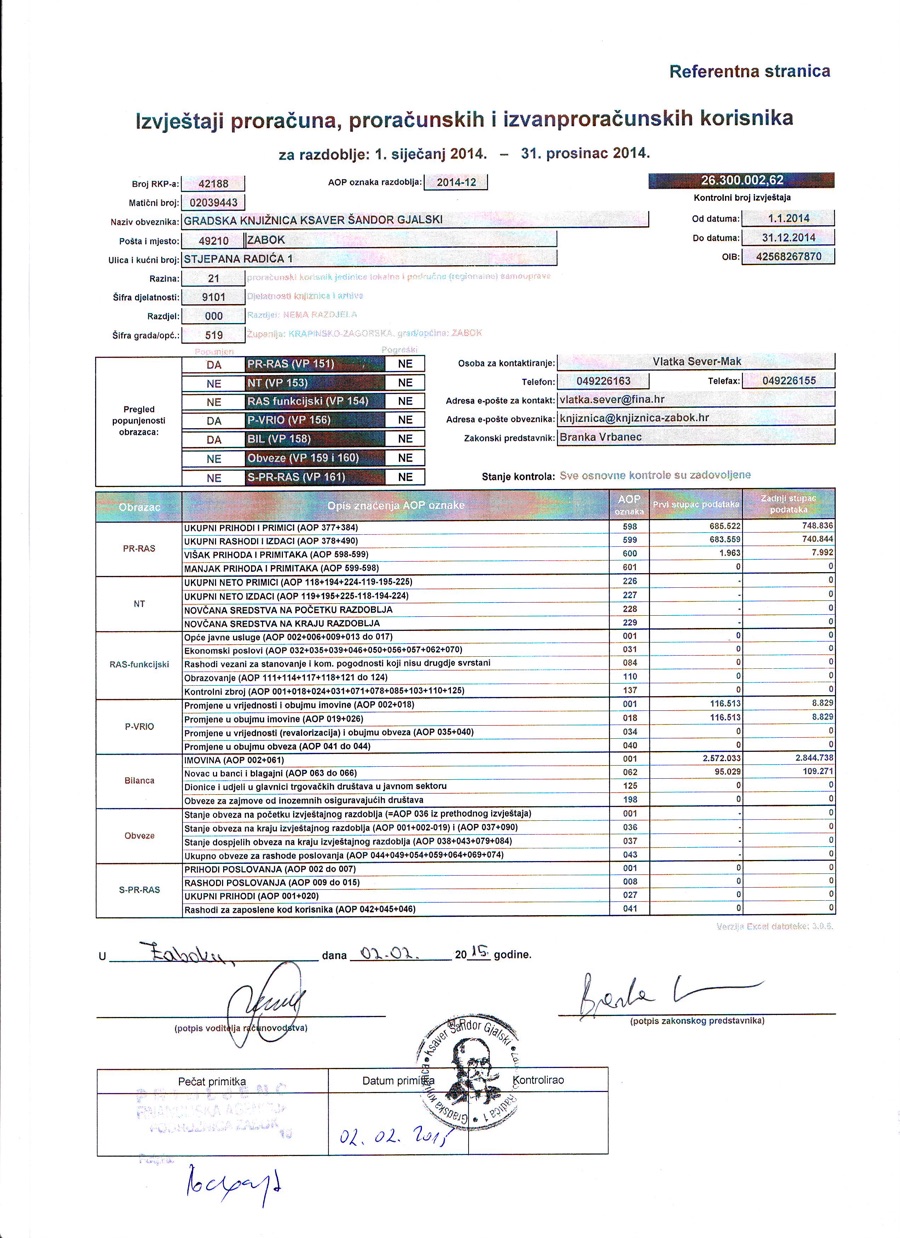 Referentna stranica
Izvještaji proračuna, proračunskih i izvanproračunskih korisnika
za razdoblje: 1. siječanj 2014. – 31. prosinac 2014.
Broj RKP-a: 42188 AOP oznaka razdoblja: 2014-12 26.300.002,62
Matični broj: 02039443 Kontrolni broj izvještaja
Naziv obveznika: GRADSKA KNJIŽNICA KSAVER ŠANDOR GJALSKI Od datuma: 1.1.2014
Pošta i mjesto: 49210 ZABOK Do datuma: 31.12.2014
Ulica i kućni broj: STJEPANA RADIĆA 1 OIB: 42568267870
Razina: 21 proračunski korisnik jedinice lokalne i područne (regionalne) samouprave
Šifra djelatnosti: 9101 Djelatnosti knjižnica i arhiva
Razdjel: 000 Razdjel: NEMA RAZDJELA
Šifra grada/opć.: 519 Županija: KRAPINSKO-ZAGORSKA, grad/općina: ZABOK
Popunjen Pogreški
Pregled popunjenosti obrazaca:
DA PR-RAS (VP 151) NE
NE NT (VP 153) NE
NE RAS funkcijski (VP 154) NE
DA P-VRIO (VP 156) NE
DA BIL (VP 158) NE
NE Obveze (VP 159 i 160) NE
NE S-PR-RAS (VP 161) NE
Osoba za kontaktiranje: Vlatka Sever-Mak
Telefon: 049226163 Telefax: 049226155
Adresa e-pošte za kontakt: vlatka.sever@fina.hr
Adresa e-pošte obveznika: knjiznica@knjiznica-zabok.hr
Zakonski predstavnik: Branka Vrbanec
Stanje kontrola: Sve osnovne kontrole su zadovoljene
Obrazac Opis značenja AOP oznake AOP oznaka Prvi stupac podataka Zadnji stupac podataka
PR-RAS
UKUPNI PRIHODI I PRIMICI (AOP 377+384) 598 685.522 748.836
UKUPNI RASHODI I IZDACI (AOP 378+490) 599 683.559 740.844
VIŠAK PRIHODA I PRIMITAKA (AOP 598-599) 600 1.963 7.992
MANJAK PRIHODA I PRIMITAKA (AOP 599-598) 601 0 0
NT
UKUPNI NETO PRIMICI (AOP 118+194+224-119-195-225) 226 - 0
UKUPNI NETO IZDACI (AOP 119+195+225-118-194-224) 227 - 0
NOVČANA SREDSTVA NA POČETKU RAZDOBLJA 228 - 0
NOVČANA SREDSTVA NA KRAJU RAZDOBLJA 229 - 0
RAS-funkcijski
Opće javne usluge (AOP 002+006+009+013 do 017) 001 0 0
Ekonomski poslovi (AOP 032+035+039+046+050+056+057+062+070) 031 0 0
Rashodi vezani za stanovanje i kom. pogodnosti koji nisu drugdje svrstani 084 0 0
Obrazovanje (AOP 111+114+117+118+121 do 124) 110 0 0
Kontrolni zbroj (AOP 001+018+024+031+071+078+085+103+110+125) 137 0 0
P-VRIO
Promjene u vrijednosti i obujmu imovine (AOP 002+018) 001 116.513 8.829
Promjene u obujmu imovine (AOP 019+026) 018 116.513 8.829
Promjene u vrijednosti (revalorizacija) i obujmu obveza (AOP 035+040) 034 0 0
Promjene u obujmu obveza (AOP 041 do 044) 040 0 0
Bilanca
IMOVINA (AOP 002+061) 001 2.572.033 2.844.738
Novac u banci i blagajni (AOP 063 do 066) 062 95.029 109.271
Dionice i udjeli u glavnici trgovačkih društava u javnom sektoru 125 0 0
Obveze za zajmove od inozemnih osiguravajućih društava 198 0 0
Obveze
Stanje obveza na početku izvještajnog razdoblja (=AOP 036 iz prethodnog izvještaja) 001 - 0
Stanje obveza na kraju izvještajnog razdoblja (AOP 001+002-019) i (AOP 037+090) 036 - 0
Stanje dospjelih obveza na kraju izvještajnog razdoblja (AOP 038+043+079+084) 037 - 0
Ukupno obveze za rashode poslovanja (AOP 044+049+054+059+064+069+074) 043 - 0
S-PR-RAS
PRIHODI POSLOVANJA (AOP 002 do 007) 001 0 0
RASHODI POSLOVANJA (AOP 009 do 015) 008 0 0
UKUPNI PRIHODI (AOP 001+020) 027 0 0
Rashodi za zaposlene kod korisnika (AOP 042+045+046) 041 0 0
Verzija Excel datoteke: 3.0.6.
U Zaboku, dana 02.02. 2015. godine.
(potpis voditelja računovodstva) (potpis zakonskog predstavnika)
Ksaver Šandor Gjalski
Gradska knjižnica
Radića 1
Pečat primitka Datum primitka Kontrolirao
PODRUŽNICA ZABOK
02. 02. 2015